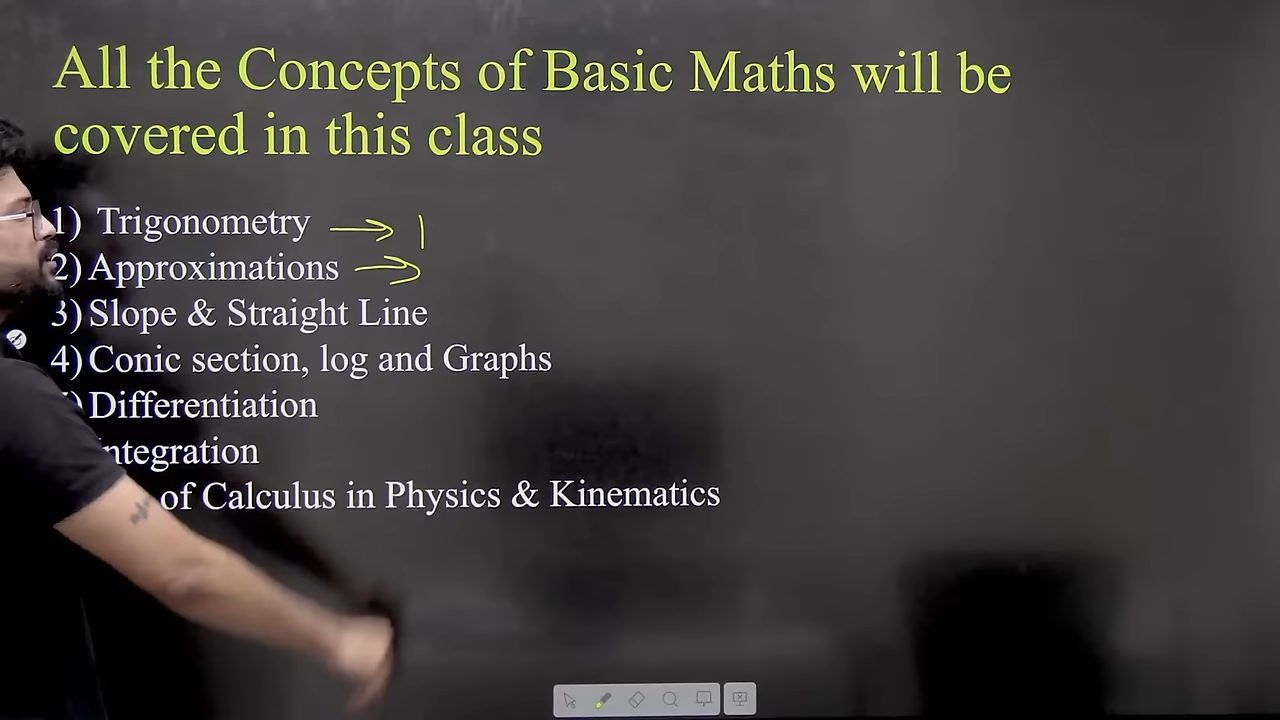 All the Concepts of Basic Maths will be
covered in this class
1) Trigonometry → 1
2) Approximations →
3) Slope & Straight Line
4) Conic section, log and Graphs
) Differentiation
ntegration
of Calculus in Physics & Kinematics